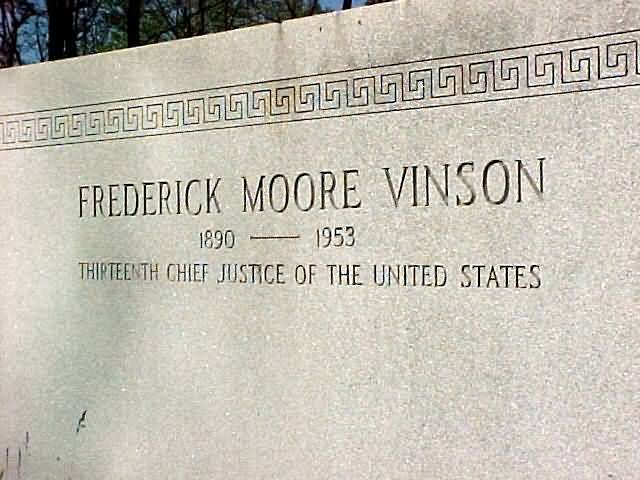 FREDERICK MOORE VINSON
1890 — 1953
THIRTEENTH CHIEF JUSTICE OF THE UNITED STATES